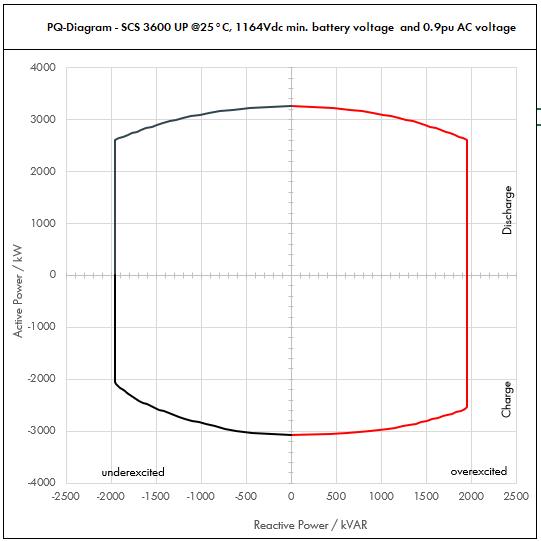 PQ-Diagram - SCS 3600 UP @25°C, 1164Vdc min. battery voltage and 0.9pu AC voltage
4000
3000
2000
1000
0
-1000
-2000
-3000
-4000
Active Power / kW
Discharge
Charge
underexcited
overexcited
-2500 -2000 -1500 -1000 -500 0 500 1000 1500 2000 2500
Reactive Power / kVAR